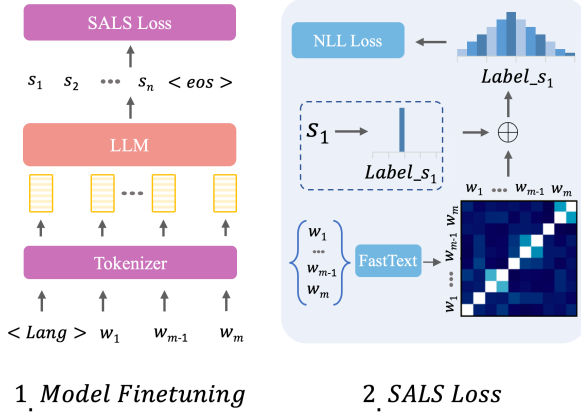 SALS Loss
s₁ s₂ ... sₙ < eos >
LLM
Tokenizer
< Lang > w₁ wₘ₋₁ wₘ
1. Model Finetuning
NLL Loss
Label_s₁
s₁
Label_s₁
w₁ ... wₘ₋₁ wₘ
w₁
...
wₘ₋₁
wₘ
FastText
wₘ
wₘ₋₁
...
w₁
2. SALS Loss